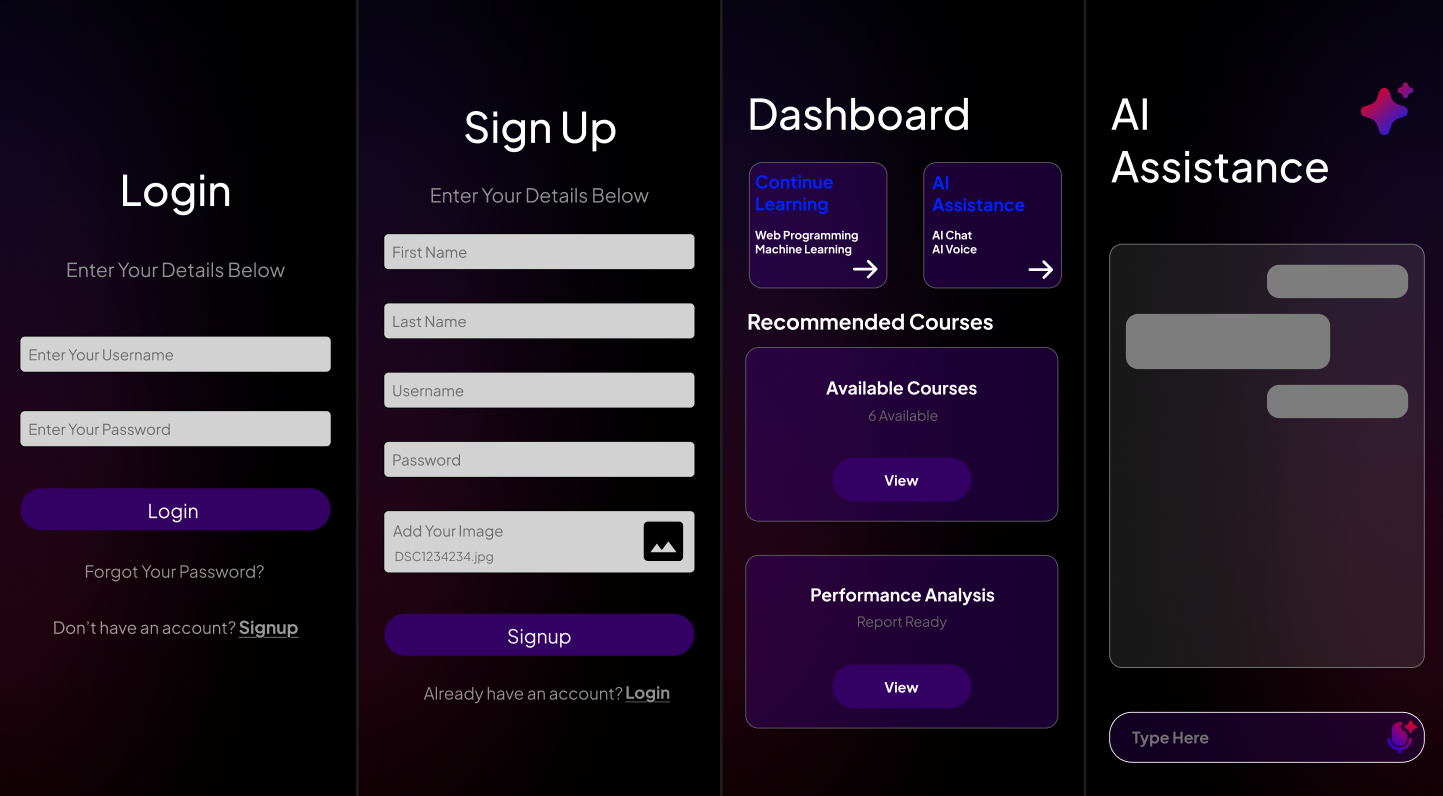 Login
Enter Your Details Below
Enter Your Username
Enter Your Password
Login
Forgot Your Password?
Don't have an account? Signup
Sign Up
Enter Your Details Below
First Name
Last Name
Username
Password
Add Your Image
DSC1234234.jpg
Signup
Already have an account? Login
Dashboard
Continue
Learning
Web Programming
Machine Learning
AI
Assistance
AI Chat
AI Voice
Recommended Courses
Available Courses
6 Available
View
Performance Analysis
Report Ready
View
AI
Assistance
Type Here